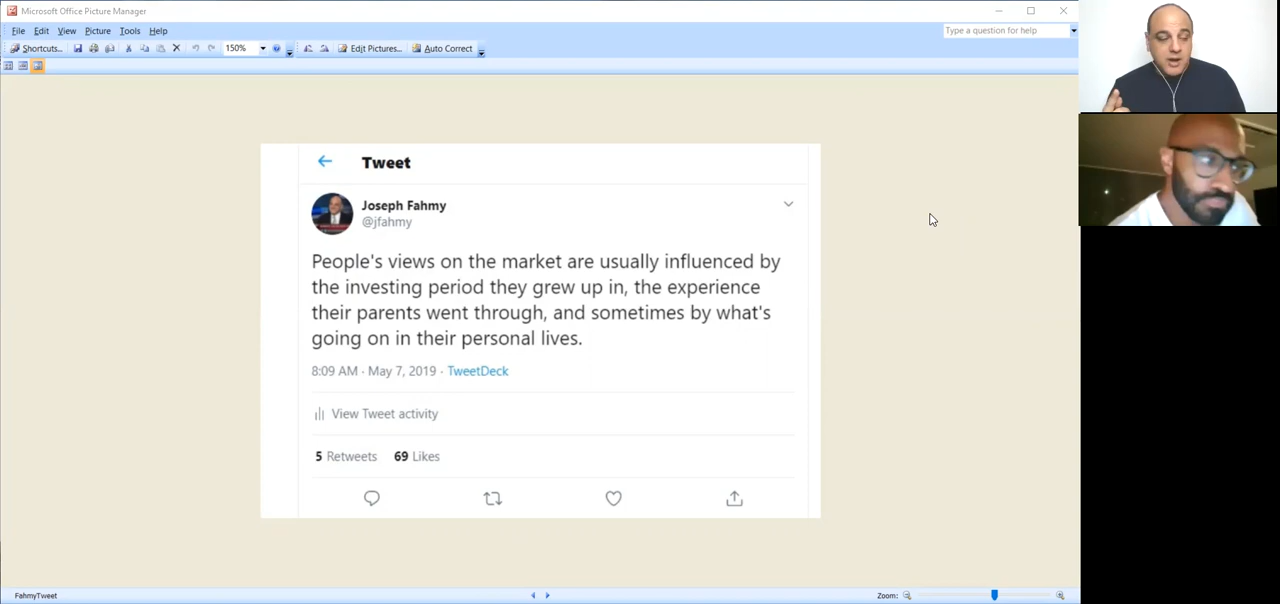 Microsoft Office Picture Manager
File Edit View Picture Tools Help
Type a question for help
Shortcuts...
150%
Edit Pictures...
Auto Correct
Tweet
Joseph Fahmy
@jfahmy
People's views on the market are usually influenced by
the investing period they grew up in, the experience
their parents went through, and sometimes by what's
going on in their personal lives.
8:09 AM · May 7, 2019 · TweetDeck
View Tweet activity
5 Retweets 69 Likes
FahmyTweet
Zoom: